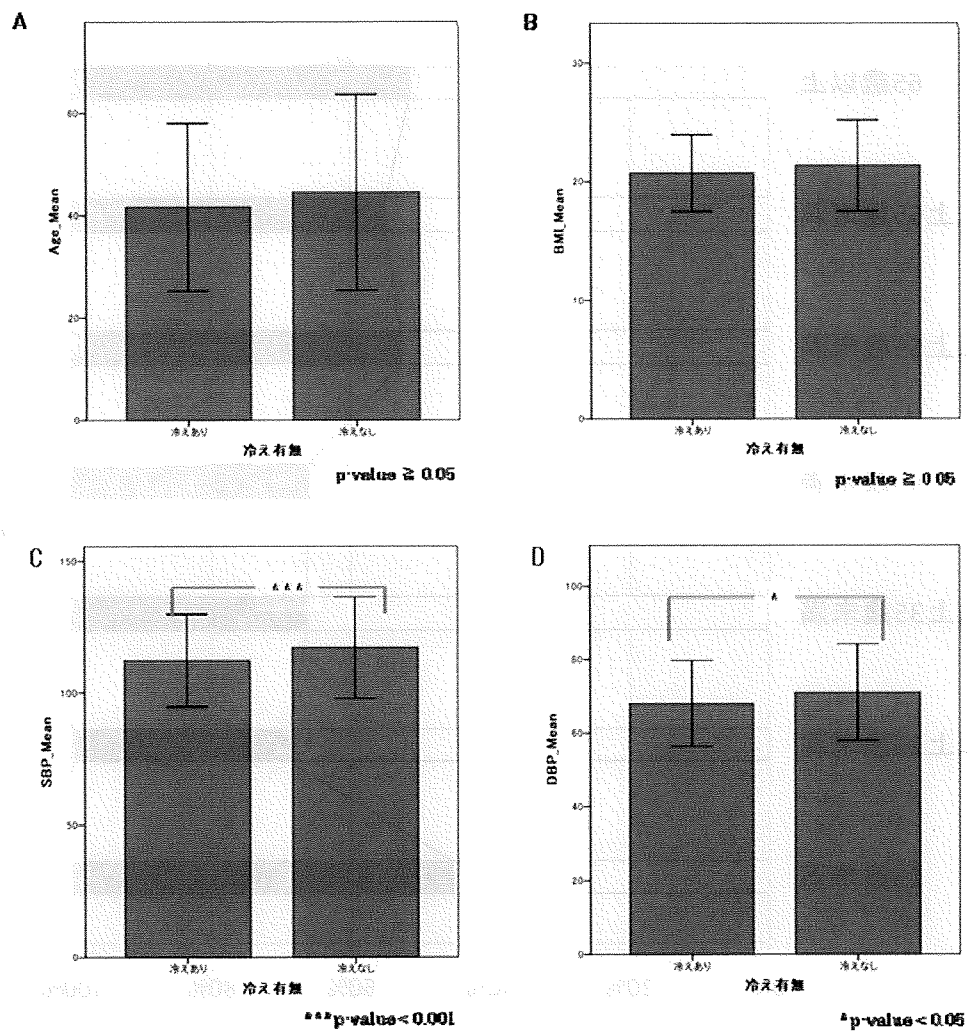 A
60
40
20
0
Age_Mean
冷えあり 冷えなし
冷え有無
p-value ≧ 0.05
B
30
20
10
0
BMI_Mean
冷えあり 冷えなし
冷え有無
p-value ≧ 0.05
C
150
100
50
0
SBP_Mean
***
冷えあり 冷えなし
冷え有無
***p-value<0.001
D
100
80
60
40
20
0
DBP_Mean
*
冷えあり 冷えなし
冷え有無
*p-value<0.05